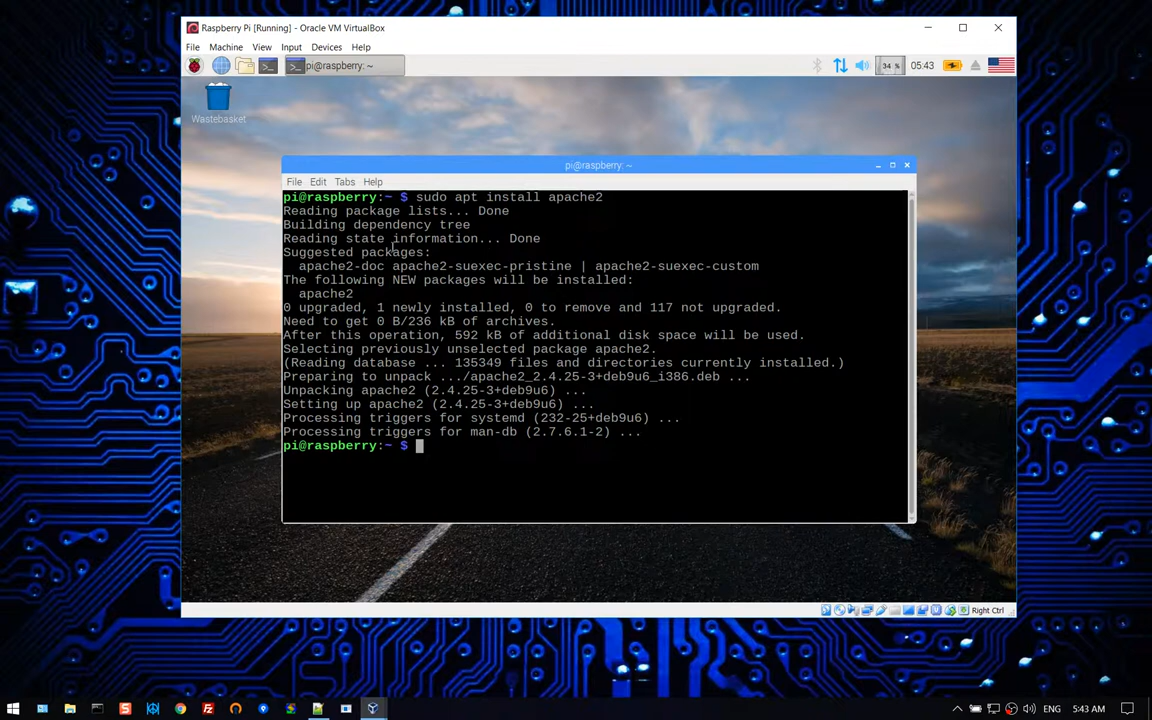 Raspberry Pi [Running] - Oracle VM VirtualBox
File Machine View Input Devices Help
pi@raspberry: ~
34 %
05:43
Wastebasket
pi@raspberry: ~
File Edit Tabs Help
pi@raspberry:~ $ sudo apt install apache2
Reading package lists... Done
Building dependency tree
Reading state information... Done
Suggested packages:
apache2-doc apache2-suexec-pristine | apache2-suexec-custom
The following NEW packages will be installed:
apache2
0 upgraded, 1 newly installed, 0 to remove and 117 not upgraded.
Need to get 0 B/236 kB of archives.
After this operation, 592 kB of additional disk space will be used.
Selecting previously unselected package apache2.
(Reading database ... 135349 files and directories currently installed.)
Preparing to unpack .../apache2_2.4.25-3+deb9u6_i386.deb ...
Unpacking apache2 (2.4.25-3+deb9u6) ...
Setting up apache2 (2.4.25-3+deb9u6) ...
Processing triggers for systemd (232-25+deb9u6) ...
Processing triggers for man-db (2.7.6.1-2) ...
pi@raspberry:~ $
Right Ctrl
ENG 5:43 AM